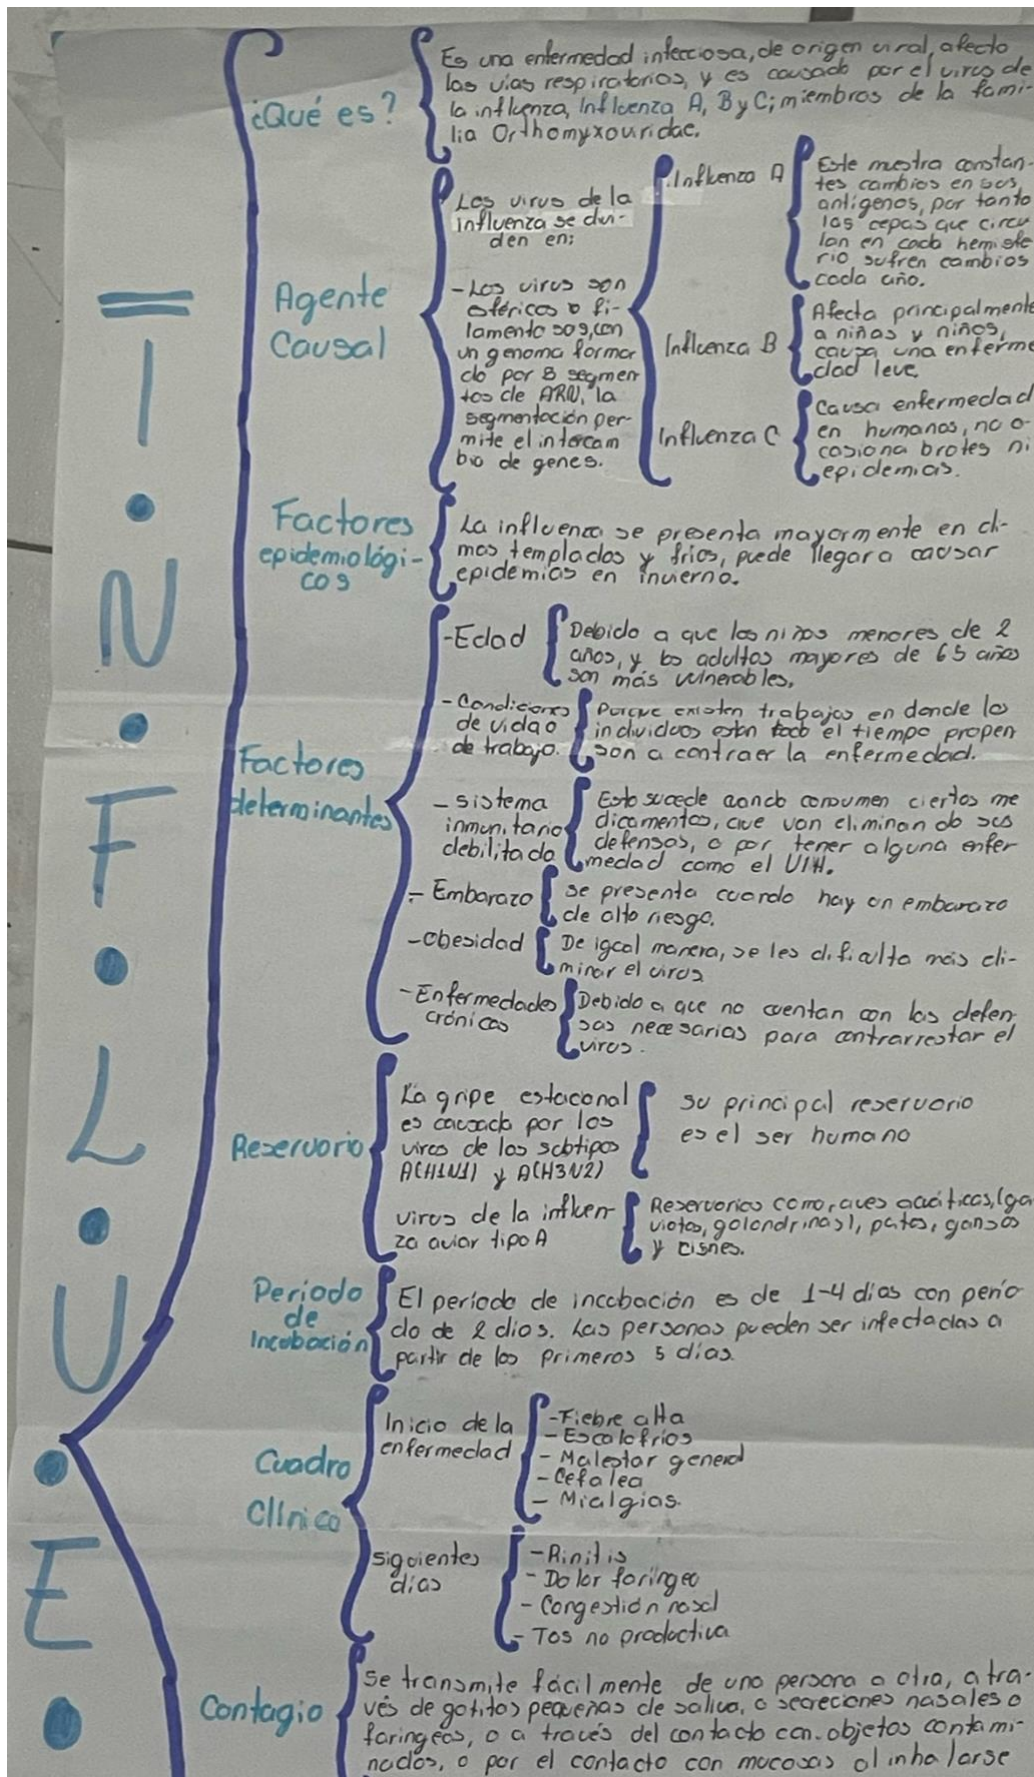 ¿Qué es?
Es una enfermedad infecciosa, de origen viral, afecta
las vías respiratorias, y es causada por el virus de
la influenza, Influenza A, B y C; miembros de la fami-
lia Orthomyxouridae.
Agente
Causal
Los virus de la
influenza se divi-
den en:
-Los virus son
esféricos o fi-
lamentosos, con
un genoma forma
do por 8 segmen
tos de ARN, la
segmentación per-
mite el intercam
bio de genes.
Influenza A
Este muestra constan-
tes cambios en sus
antígenos, por tanto
las cepas que circu
lan en cada hemisfe
rio sufren cambios
cada año.
Influenza B
Afecta principalmente
a niñas y niños,
causa una enferme
dad leve.
Influenza C
Causa enfermedad
en humanos, no o-
casiona brotes ni
epidemias.
Factores
epidemiológi-
cos
La influenza se presenta mayormente en cli-
mas templados y fríos, puede llegar a causar
epidemias en invierno.
Factores
determinantes
-Edad
Debido a que los niños menores de 2
años, y los adultos mayores de 65 años
son más vulnerables.
-Condiciones
de vida o
de trabajo.
Porque existen trabajos en donde los
individuos están todo el tiempo propen
son a contraer la enfermedad.
- sistema
inmunitario
debilitado
Esto sucede cuando consumen ciertos me
dicamentos, que van eliminando sus
defensas, o por tener alguna enfer
medad como el VIH.
- Embarazo
se presenta cuando hay un embarazo
de alto riesgo.
-Obesidad
De igual manera, se les dificulta más eli-
minar el virus
-Enfermedades
crónicas
Debido a que no cuentan con las defen-
sas necesarias para contrarrestar el
virus.
Reservorio
La gripe estacional
es causada por los
virus de los subtipos
A(H1N1) y A(H3N2)
su principal reservorio
es el ser humano
virus de la influen-
za aviar tipo A
Reservorios como, aves acuáticas, (ga
viotas, golondrinas), patos, gansos
y cisnes.
Periodo
de
Incubación
El período de incubación es de 1-4 días con perío
do de 2 días. Las personas pueden ser infectadas a
partir de los primeros 5 días.
Cuadro
Clínico
Inicio de la
enfermedad
-Fiebre alta
-Escalofríos
- Malestar general
-Cefalea
- Mialgias.
siguientes
días
-Rinitis
-Dolor faríngeo
- Congestión nasal
- Tos no productiva
Contagio
se transmite fácilmente de una persona a otra, a tra-
vés de gotitas pequeñas de saliva, o secreciones nasales o
faríngeas, o a través del contacto con objetos contami-
nados, o por el contacto con mucosas al inhalarse
I
•
N
•
F
•
L
•
U
•
E
•